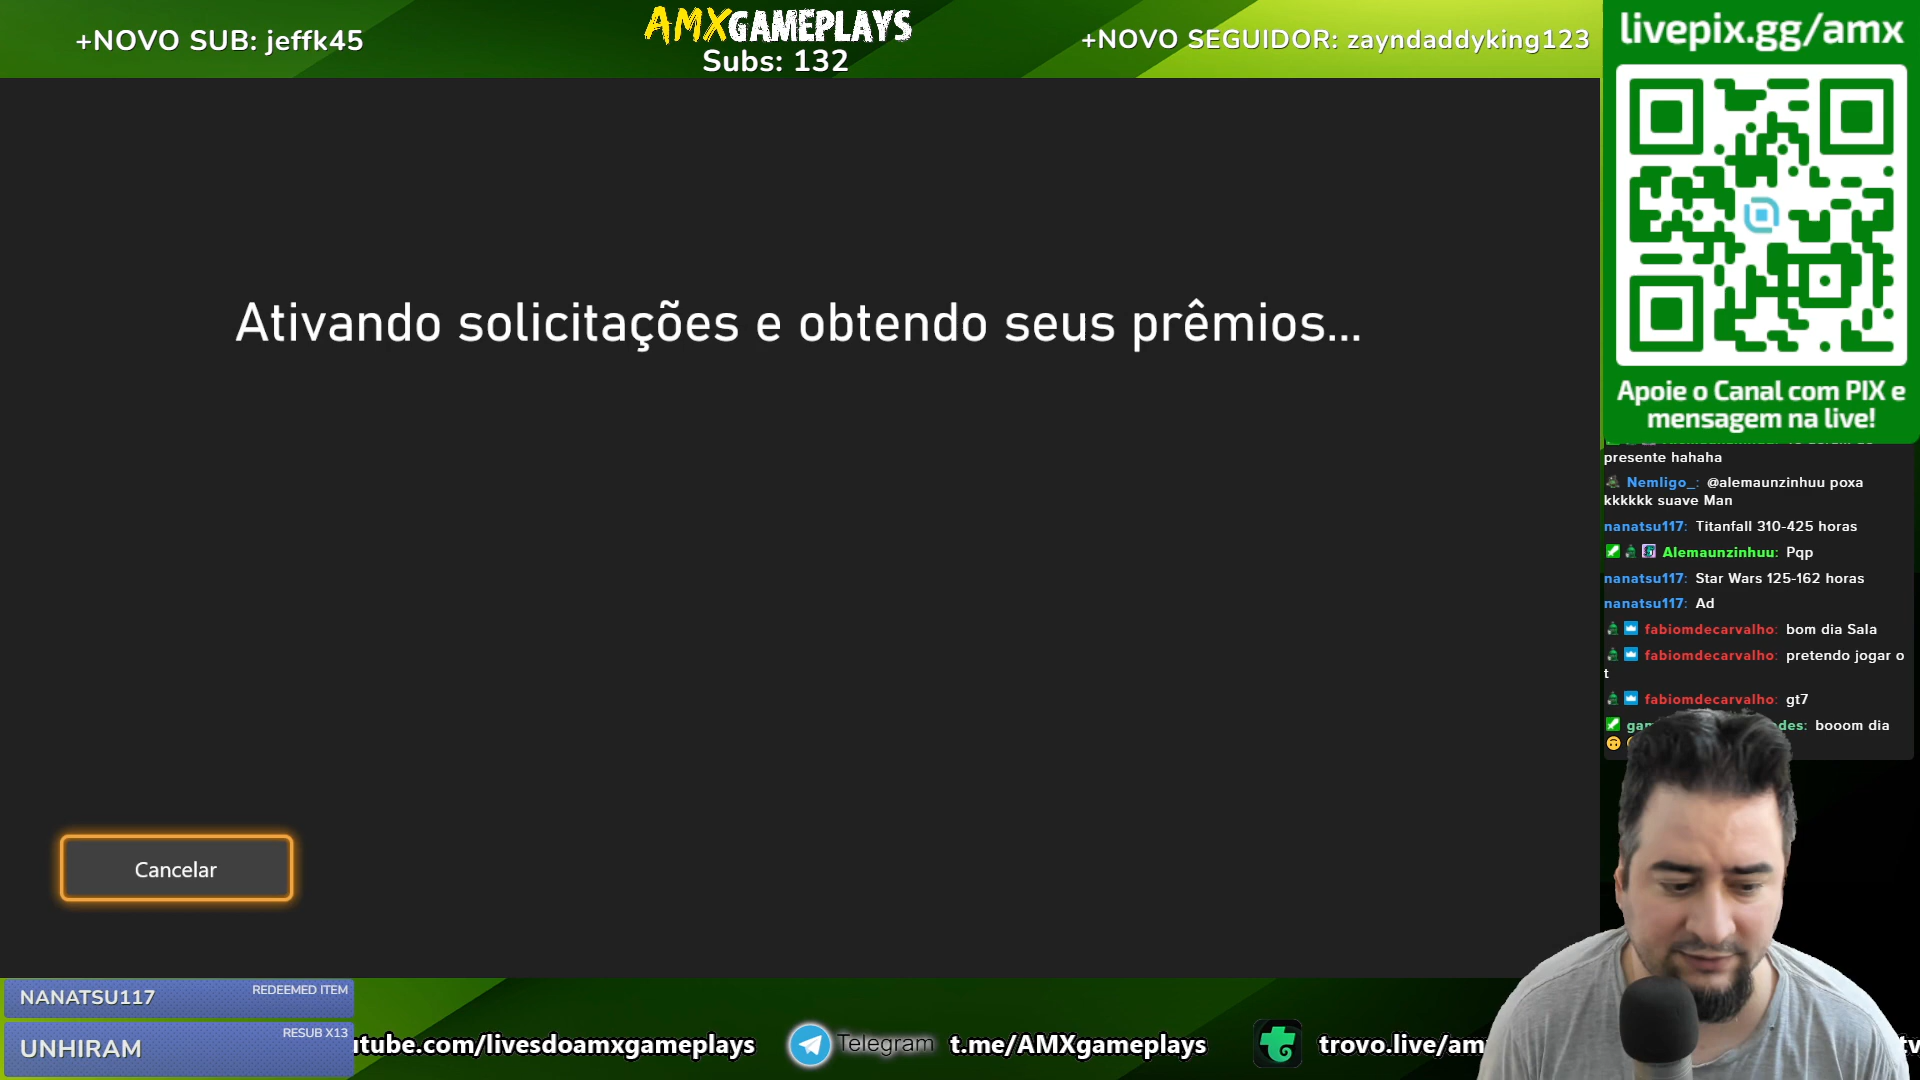 +NOVO SUB: jeffk45
AMXGAMEPLAYS
Subs: 132
+NOVO SEGUIDOR: zayndaddyking123
livepix.gg/amx
Apoie o Canal com PIX e
mensagem na live!
Ativando solicitações e obtendo seus prêmios...
Cancelar
presente hahaha
Nemligo_: @alemaunzinhuu poxa
kkkkkk suave Man
nanatsu117: Titanfall 310-425 horas
Alemaunzinhuu: Pqp
nanatsu117: Star Wars 125-162 horas
nanatsu117: Ad
fabiomdecarvalho: bom dia Sala
fabiomdecarvalho: pretendo jogar o
t
fabiomdecarvalho: gt7
booom dia
🙃
NANATSU117
REDEEMED ITEM
UNHIRAM
RESUB X13
utube.com/livesdoamxgameplays
Telegram
t.me/AMXgameplays
trovo.live/am